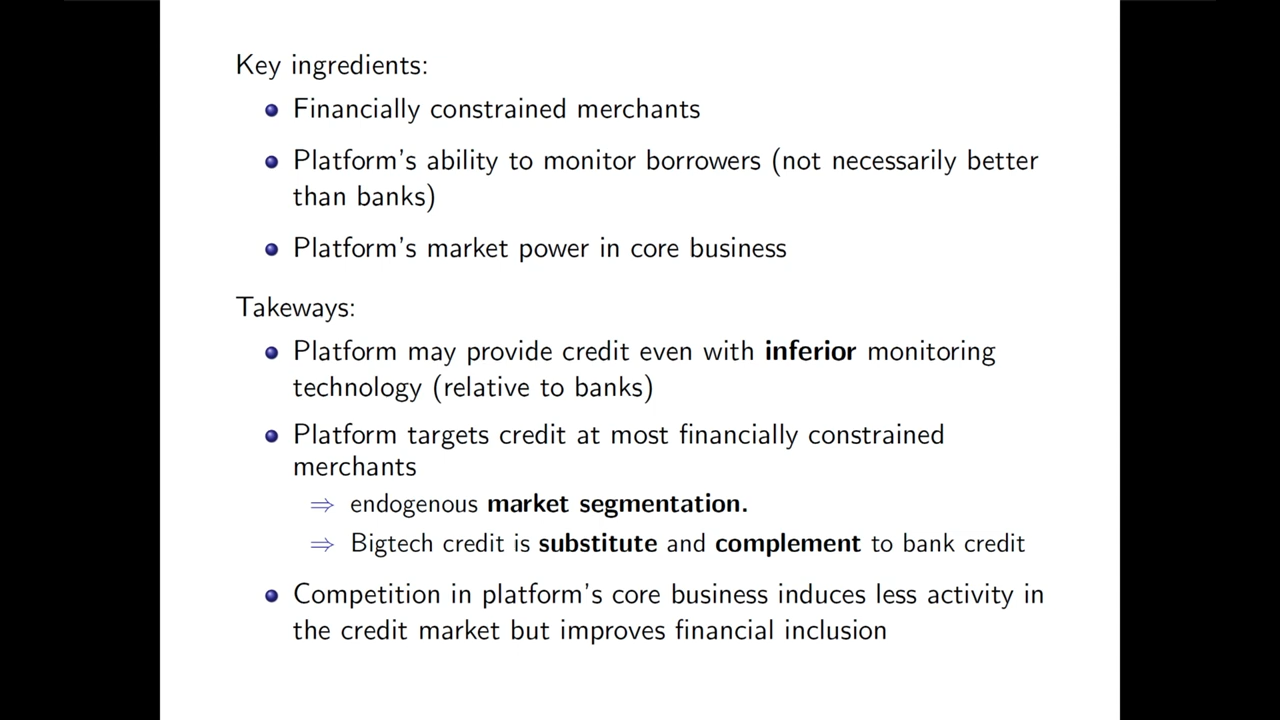 Key ingredients:
Financially constrained merchants
Platform's ability to monitor borrowers (not necessarily better
than banks)
Platform's market power in core business
Takeways:
Platform may provide credit even with inferior monitoring
technology (relative to banks)
Platform targets credit at most financially constrained
merchants
⇒ endogenous market segmentation.
⇒ Bigtech credit is substitute and complement to bank credit
Competition in platform's core business induces less activity in
the credit market but improves financial inclusion